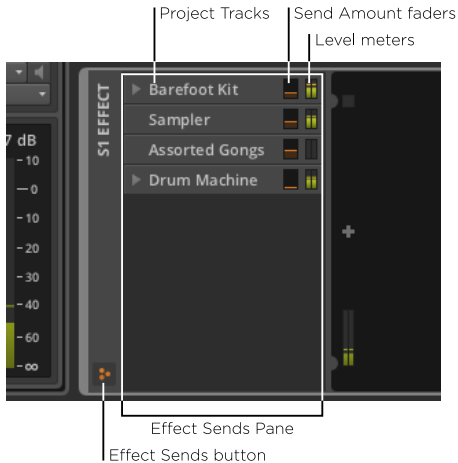 Project Tracks
Send Amount faders
Level meters
S1 EFFECT
Barefoot Kit
Sampler
Assorted Gongs
Drum Machine
7 dB
-10
-0
-10
-20
-30
-40
-60
-∞
Effect Sends Pane
Effect Sends button